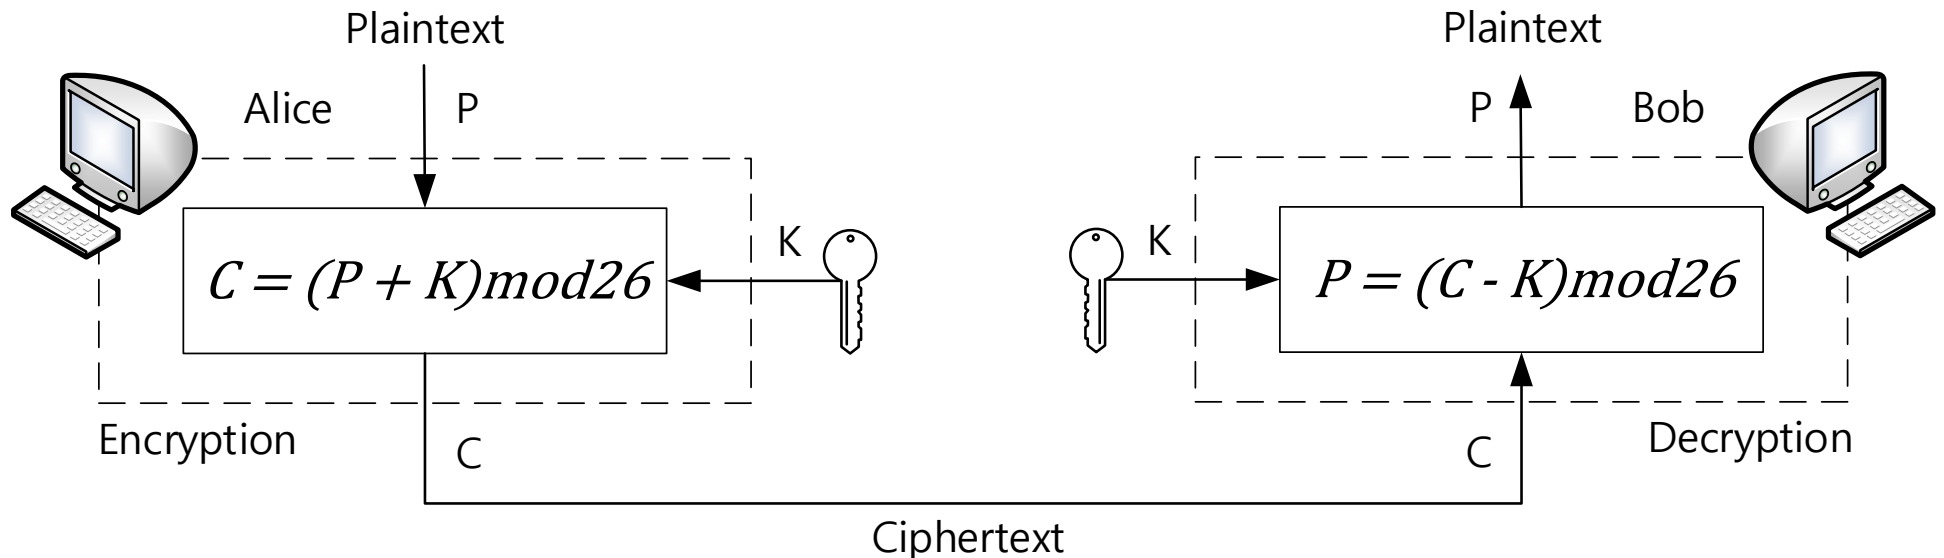 Plaintext
Plaintext
Alice
P
P
Bob
K
K
C = (P + K)mod26
P = (C - K)mod26
Encryption
C
C
Decryption
Ciphertext